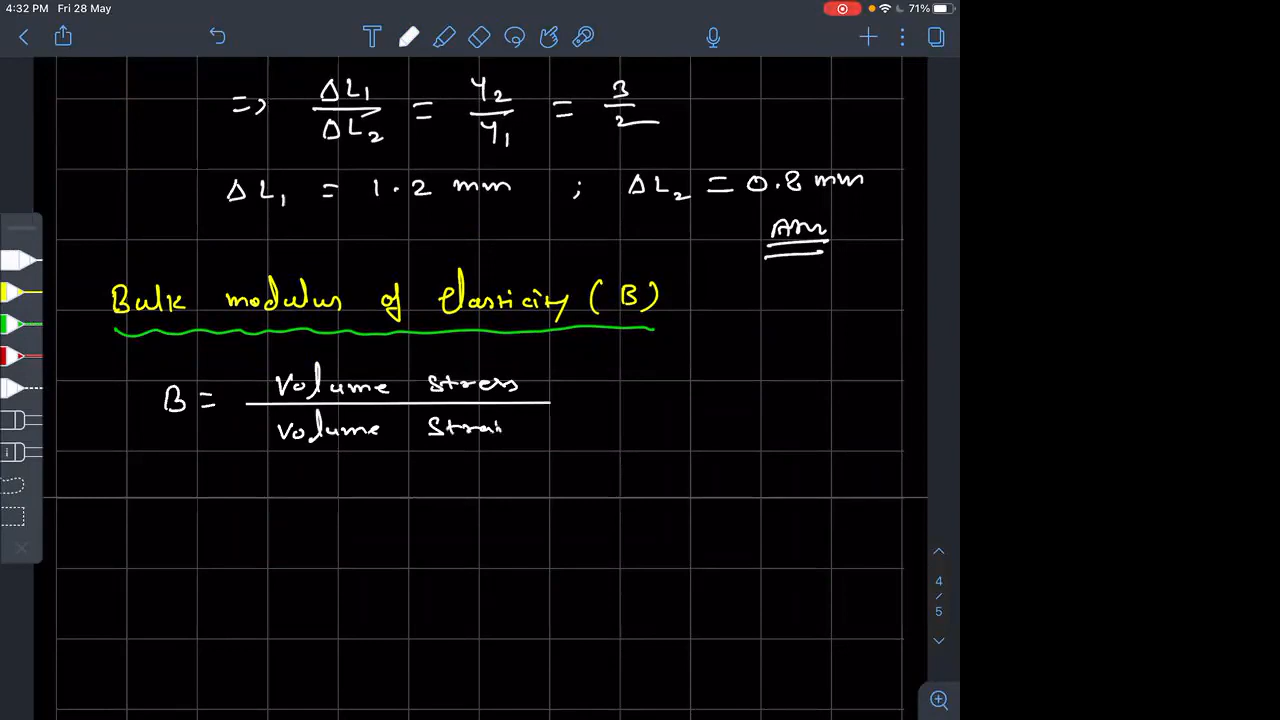 4:32 PM Fri 28 May 71%
=> ΔL₁/ΔL₂ = Y₂/Y₁ = 3/2
ΔL₁ = 1.2 mm ; ΔL₂ = 0.8 mm
Ans
Bulk modulus of Elasticity (B)
B = Volume Stress / Volume Strai
4 / 5